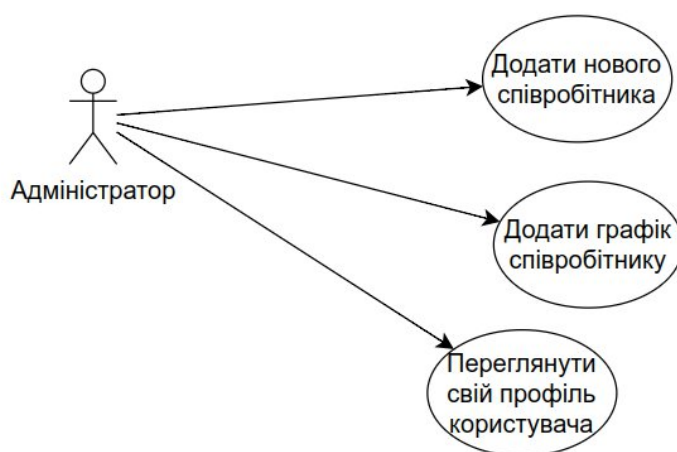 Додати нового
співробітника
Адміністратор
Додати графік
співробітнику
Переглянути
свій профіль
користувача